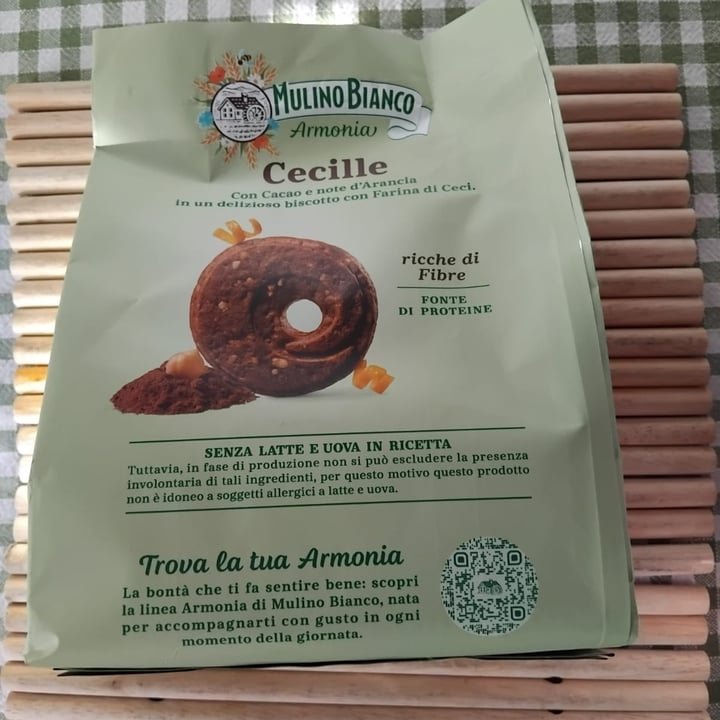 MULINO BIANCO
Armonia
Cecille
Con Cacao e note d'Arancia
in un delizioso biscotto con Farina di Ceci.
ricche di
Fibre
FONTE
DI PROTEINE
SENZA LATTE E UOVA IN RICETTA
Tuttavia, in fase di produzione non si può escludere la presenza
involontaria di tali ingredienti, per questo motivo questo prodotto
non è idoneo a soggetti allergici a latte e uova.
Trova la tua Armonia
La bontà che ti fa sentire bene: scopri
la linea Armonia di Mulino Bianco, nata
per accompagnarti con gusto in ogni
momento della giornata.